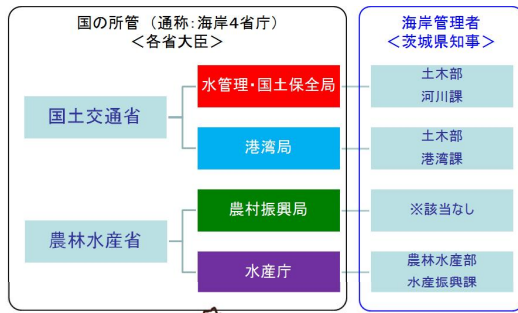 国の所管（通称：海岸４省庁）
＜各省大臣＞
海岸管理者
＜茨城県知事＞
国土交通省
水管理・国土保全局
土木部
河川課
港湾局
土木部
港湾課
農林水産省
農村振興局
※該当なし
水産庁
農林水産部
水産振興課